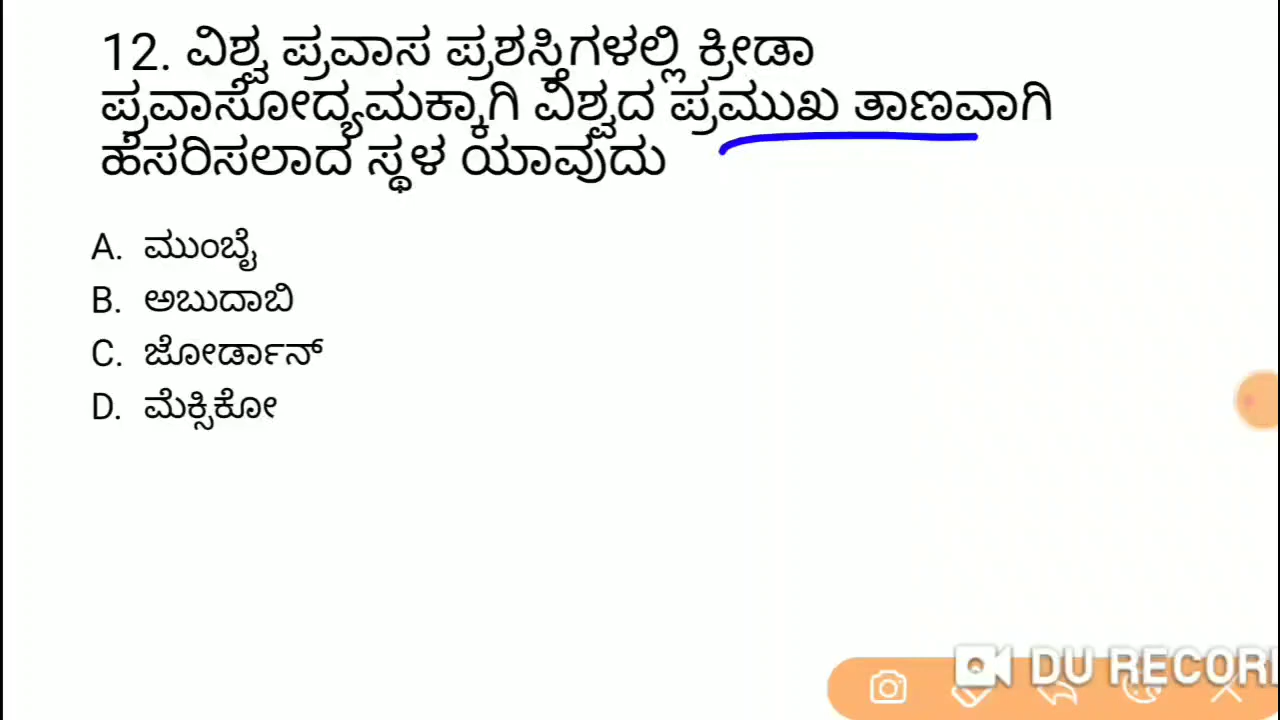 12. ವಿಶ್ವ ಪ್ರವಾಸ ಪ್ರಶಸ್ತಿಗಳಲ್ಲಿ ಕ್ರೀಡಾ
ಪ್ರವಾಸೋದ್ಯಮಕ್ಕಾಗಿ ವಿಶ್ವದ ಪ್ರಮುಖ ತಾಣವಾಗಿ
ಹೆಸರಿಸಲಾದ ಸ್ಥಳ ಯಾವುದು
A. ಮುಂಬೈ
B. ಅಬುದಾಬಿ
C. ಜೋರ್ಡಾನ್
D. ಮೆಕ್ಸಿಕೋ
DU RECOR